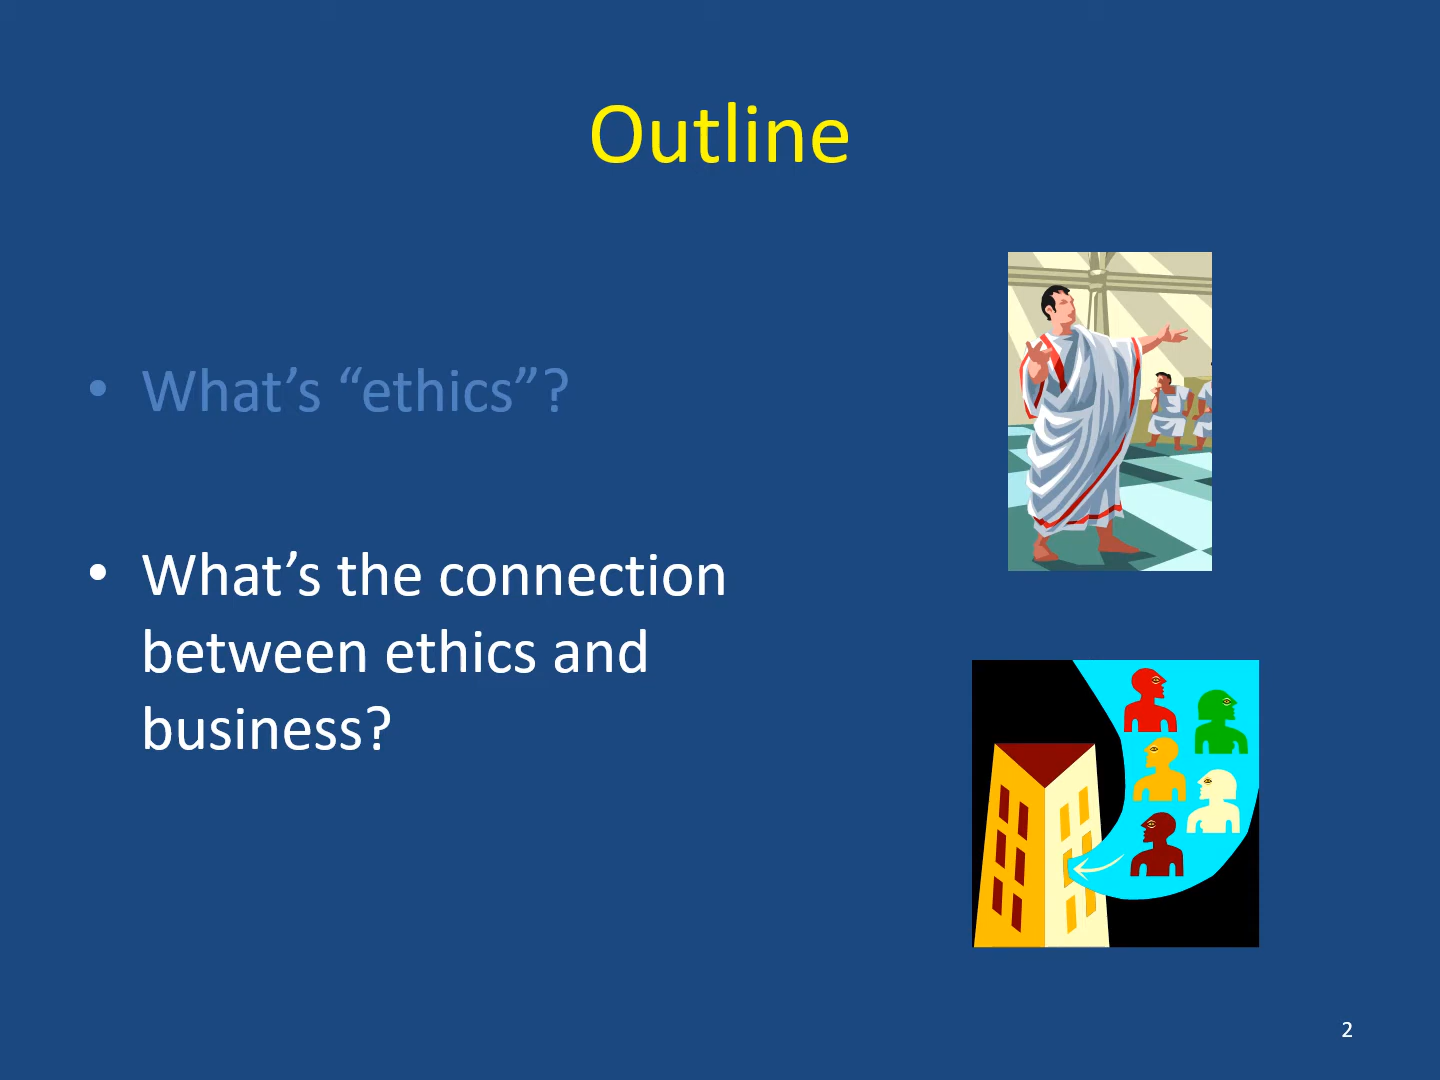 Outline
• What’s “ethics”?
• What’s the connection
between ethics and
business?
2